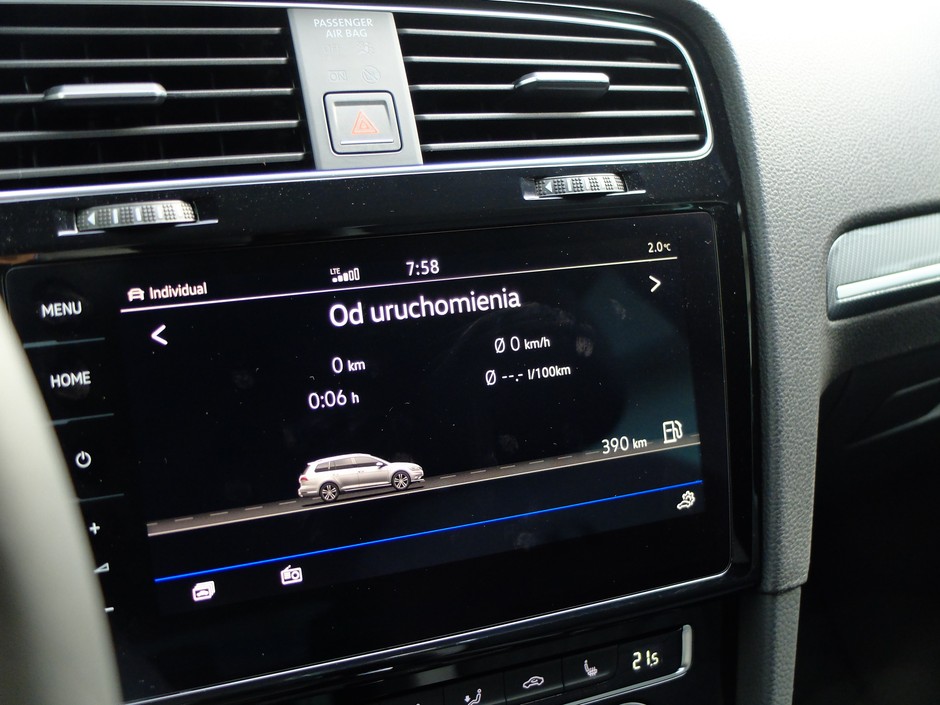 PASSENGER
AIR BAG
LTE
7:58
2.0°C
Individual
MENU
Od uruchomienia
0 km
Ø 0 km/h
HOME
0:06 h
Ø --.- l/100km
390 km
21.5